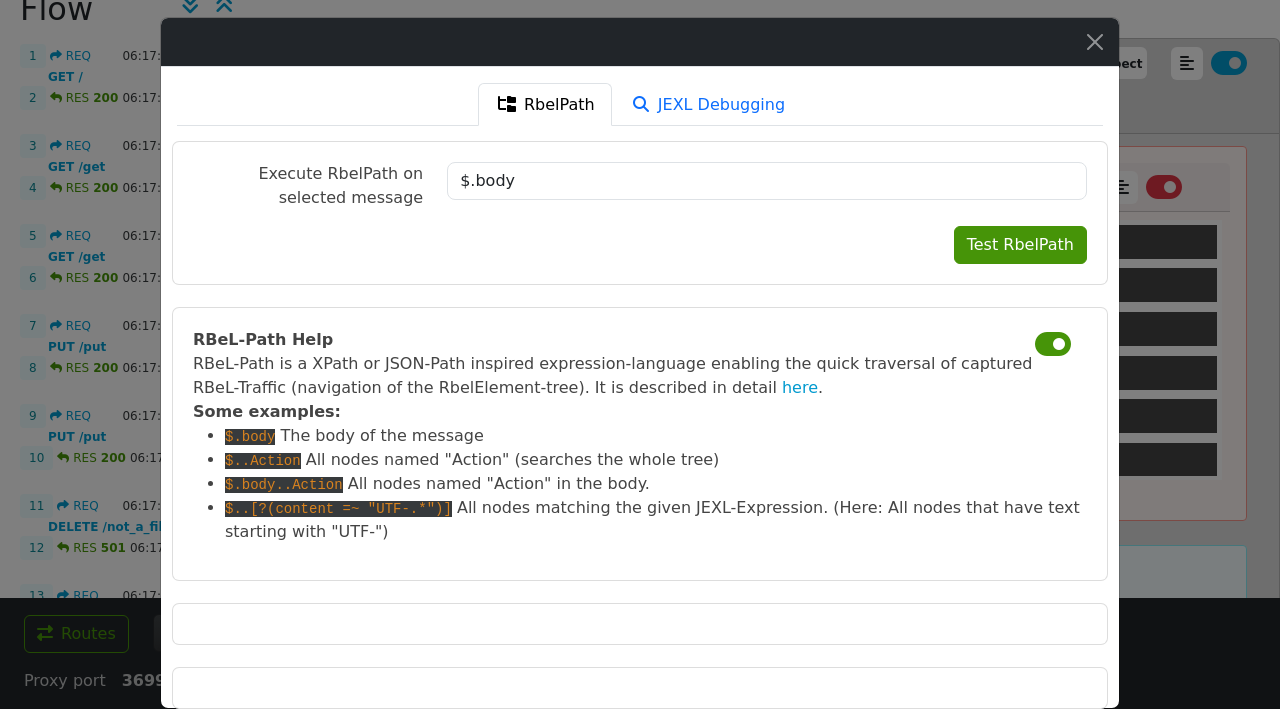 Flow
1 REQ 06:17:
GET /
2 RES 200 06:17:
3 REQ 06:17:
GET /get
4 RES 200 06:17:
5 REQ 06:17:
GET /get
6 RES 200 06:17:
7 REQ 06:17:
PUT /put
8 RES 200 06:17:
9 REQ 06:17:
PUT /put
10 RES 200 06:17:
11 REQ 06:17:
DELETE /not_a_fil
12 RES 501 06:17
13 REQ 06:17:
Routes
Proxy port 3699
ect
RbelPath
JEXL Debugging
Execute RbelPath on
selected message
$.body
Test RbelPath
RBeL-Path Help
RBeL-Path is a XPath or JSON-Path inspired expression-language enabling the quick traversal of captured
RBeL-Traffic (navigation of the RbelElement-tree). It is described in detail here.
Some examples:
• $.body The body of the message
• $..Action All nodes named "Action" (searches the whole tree)
• $.body..Action All nodes named "Action" in the body.
• $..[?(content =~ "UTF-.*")] All nodes matching the given JEXL-Expression. (Here: All nodes that have text
starting with "UTF-")